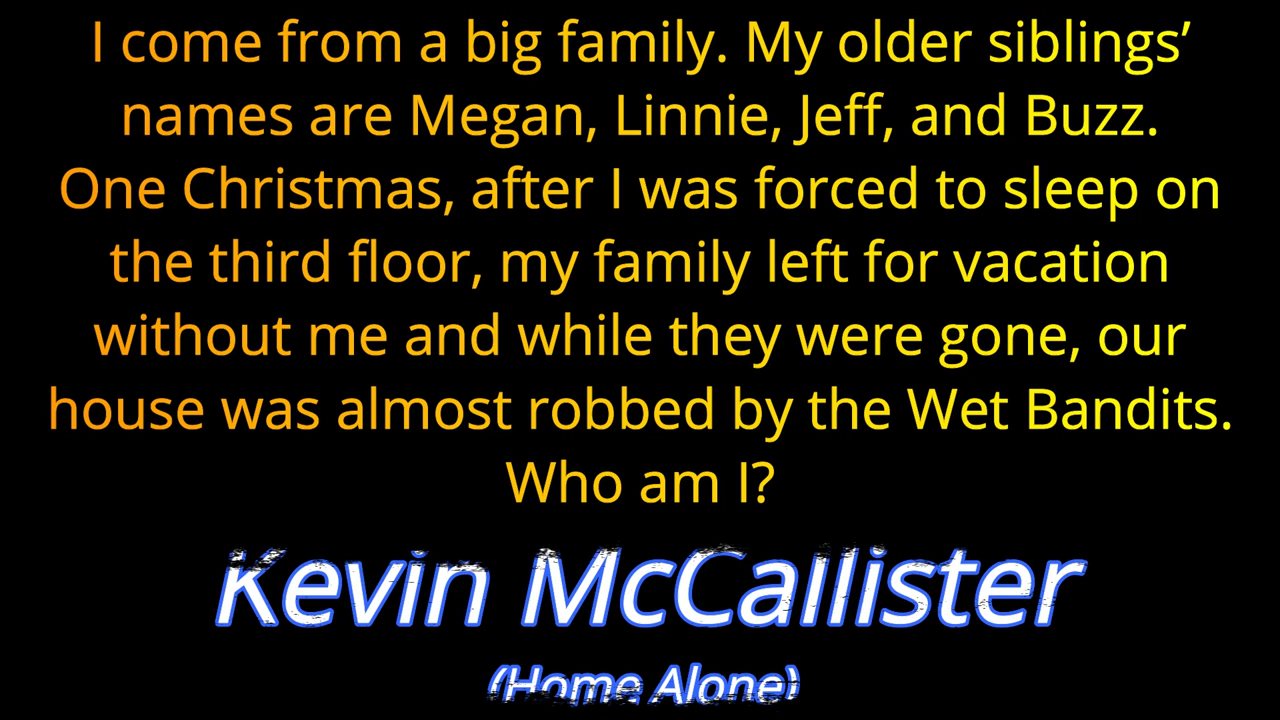 I come from a big family. My older siblings’
names are Megan, Linnie, Jeff, and Buzz.
One Christmas, after I was forced to sleep on
the third floor, my family left for vacation
without me and while they were gone, our
house was almost robbed by the Wet Bandits.
Who am I?
Kevin McCallister
(Home Alone)